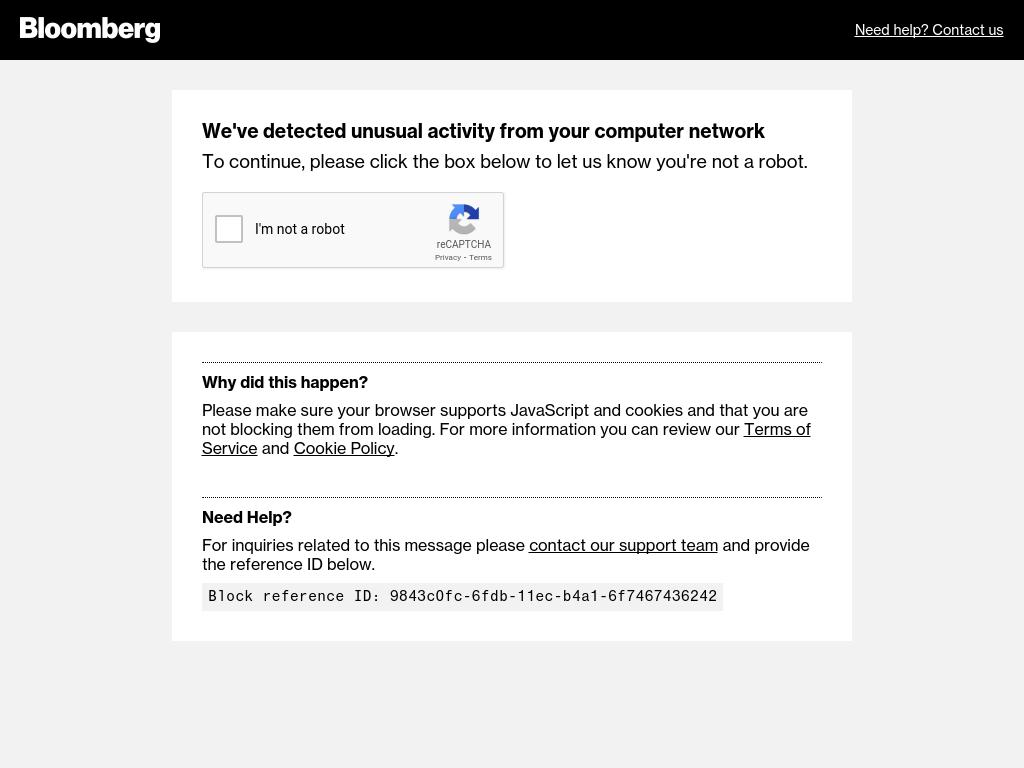 Bloomberg
Need help? Contact us
We've detected unusual activity from your computer network
To continue, please click the box below to let us know you're not a robot.
I'm not a robot
reCAPTCHA
Privacy - Terms
Why did this happen?
Please make sure your browser supports JavaScript and cookies and that you are
not blocking them from loading. For more information you can review our Terms of
Service and Cookie Policy.
Need Help?
For inquiries related to this message please contact our support team and provide
the reference ID below.
Block reference ID: 9843c0fc-6fdb-11ec-b4a1-6f7467436242